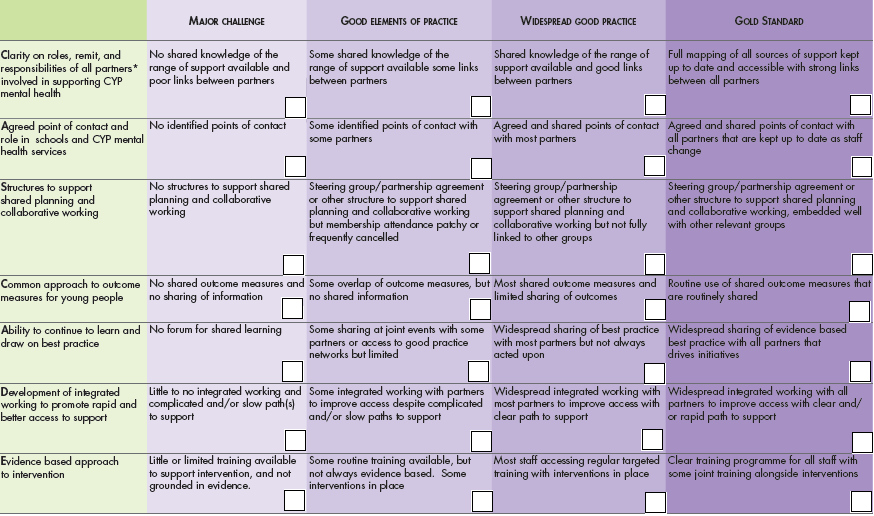 MAJOR CHALLENGE
GOOD ELEMENTS OF PRACTICE
WIDESPREAD GOOD PRACTICE
GOLD STANDARD
Clarity on roles, remit, and
responsibilities of all partners*
involved in supporting CYP
mental health
No shared knowledge of the
range of support available and
poor links between partners
Some shared knowledge of the
range of support available some links
between partners
Shared knowledge of the range of
support available and good links
between partners
Full mapping of all sources of support kept
up to date and accessible with strong links
between all partners
Agreed point of contact and
role in schools and CYP mental
health services
No identified points of contact
Some identified points of contact with
some partners
Agreed and shared points of contact
with most partners
Agreed and shared points of contact with
all partners that are kept up to date as staff
change
Structures to support
shared planning and
collaborative working
No structures to support shared
planning and collaborative
working
Steering group/partnership agreement
or other structure to support shared
planning and collaborative working
but membership attendance patchy or
frequently cancelled
Steering group/partnership
agreement or other structure to
support shared planning and
collaborative working but not fully
linked to other groups
Steering group/partnership agreement or
other structure to support shared planning
and collaborative working, embedded well
with other relevant groups
Common approach to outcome
measures for young people
No shared outcome measures and
no sharing of information
Some overlap of outcome measures, but
no shared information
Most shared outcome measures and
limited sharing of outcomes
Routine use of shared outcome measures that
are routinely shared
Ability to continue to learn and
draw on best practice
No forum for shared learning
Some sharing at joint events with some
partners or access to good practice
networks but limited
Widespread sharing of best practice
with most partners but not always
acted upon
Widespread sharing of evidence based
best practice with all partners that
drives initiatives
Development of integrated
working to promote rapid and
better access to support
Little to no integrated working and
complicated and/or slow path(s)
to support
Some integrated working with partners
to improve access despite complicated
and/or slow paths to support
Widespread integrated working with
most partners to improve access with
clear path to support
Widespread integrated working with all
partners to improve access with clear and/
or rapid path to support
Evidence based approach
to intervention
Little or limited training available
to support intervention, and not
grounded in evidence.
Some routine training available, but
not always evidence based. Some
interventions in place
Most staff accessing regular targeted
training with interventions in place
Clear training programme for all staff with
some joint training alongside interventions